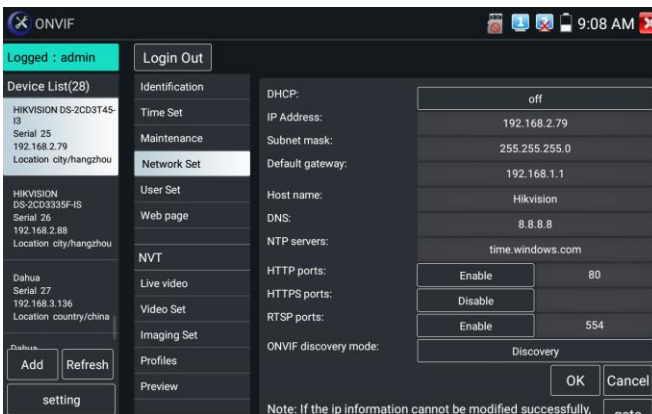 ONVIF
9:08 AM
Logged : admin
Login Out
Device List(28)
HIKVISION DS-2CD3T45-
I3
Serial 25
192.168.2.79
Location city/hangzhou
HIKVISION
DS-2CD3335F-IS
Serial 26
192.168.2.88
Location city/hangzhou
Dahua
Serial 27
192.168.3.136
Location country/china
Dahua
Add
Refresh
setting
Identification
Time Set
Maintenance
Network Set
User Set
Web page
NVT
Live video
Video Set
Imaging Set
Profiles
Preview
DHCP: off
IP Address: 192.168.2.79
Subnet mask: 255.255.255.0
Default gateway: 192.168.1.1
Host name: Hikvision
DNS: 8.8.8.8
NTP servers: time.windows.com
HTTP ports: Enable 80
HTTPS ports: Disable
RTSP ports: Enable 554
ONVIF discovery mode: Discovery
OK
Cancel
Note: If the ip information cannot be modified successfully,